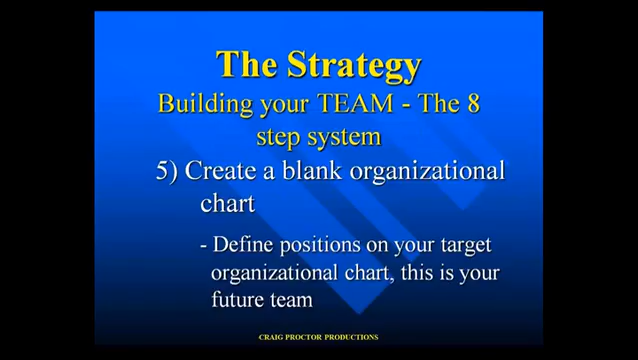 The Strategy
Building your TEAM - The 8
step system
5) Create a blank organizational
chart
- Define positions on your target
organizational chart, this is your
future team
CRAIG PROCTOR PRODUCTIONS